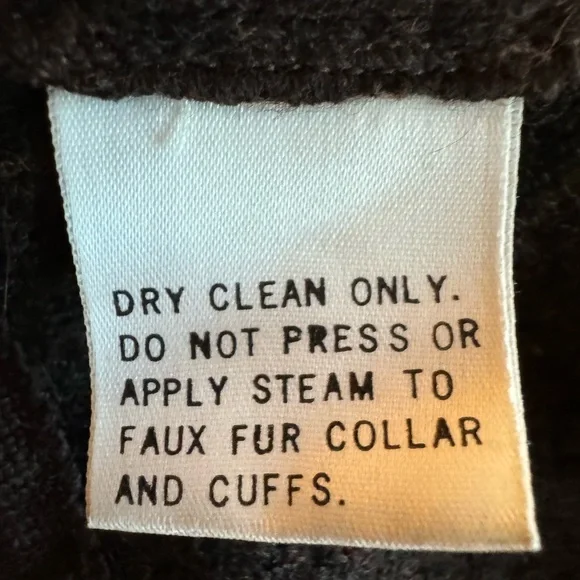 DRY CLEAN ONLY.
DO NOT PRESS OR
APPLY STEAM TO
FAUX FUR COLLAR
AND CUFFS.